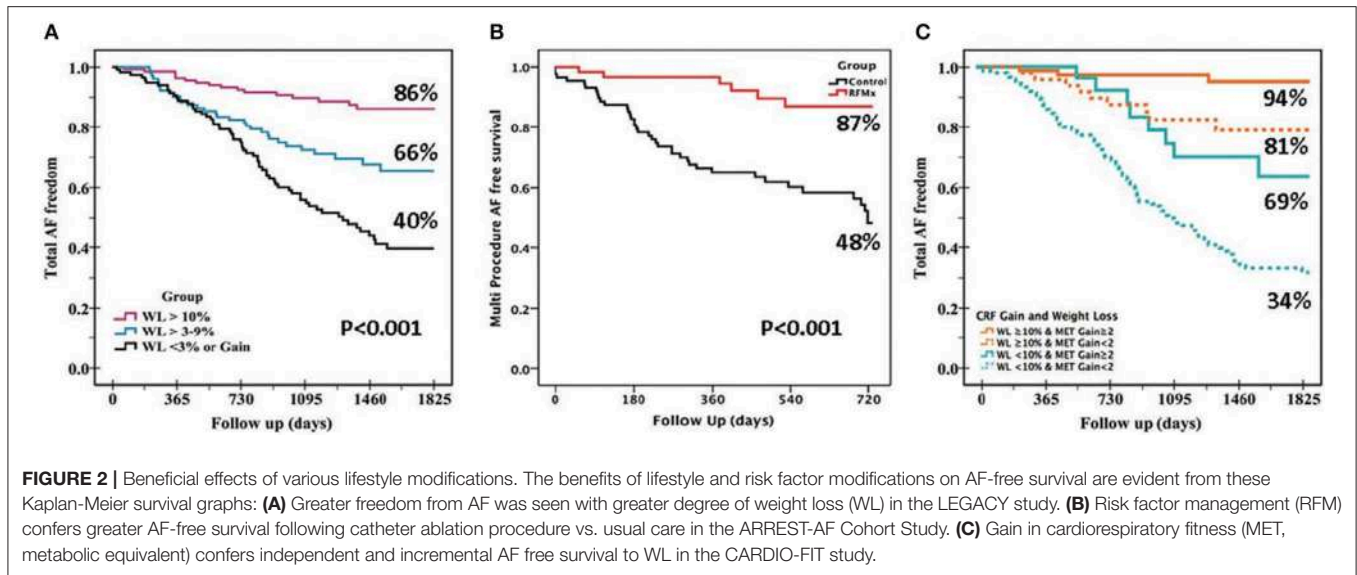 A
Total AF freedom
1.0
0.8
0.6
0.4
0.2
0.0
86%
66%
40%
Group
WL > 10%
WL > 3-9%
WL <3% or Gain
P<0.001
0 365 730 1095 1460 1825
Follow up (days)
B
Multi Procedure AF free survival
1.0
0.8
0.6
0.4
0.2
0.0
Group
Control
RFMx
87%
48%
P<0.001
0 180 360 540 720
Follow Up (days)
C
Total AF freedom
1.0
0.8
0.6
0.4
0.2
0.0
94%
81%
69%
34%
CRF Gain and Weight Loss
WL ≥10% & MET Gain≥2
WL ≥10% & MET Gain<2
WL <10% & MET Gain≥2
WL <10% & MET Gain<2
0 365 730 1095 1460 1825
Follow up (days)
FIGURE 2 | Beneficial effects of various lifestyle modifications. The benefits of lifestyle and risk factor modifications on AF-free survival are evident from these
Kaplan-Meier survival graphs: (A) Greater freedom from AF was seen with greater degree of weight loss (WL) in the LEGACY study. (B) Risk factor management (RFM)
confers greater AF-free survival following catheter ablation procedure vs. usual care in the ARREST-AF Cohort Study. (C) Gain in cardiorespiratory fitness (MET,
metabolic equivalent) confers independent and incremental AF free survival to WL in the CARDIO-FIT study.